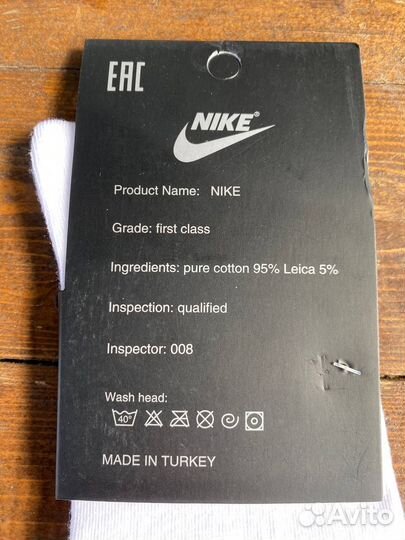 EAC
NIKE®
Product Name: NIKE
Grade: first class
Ingredients: pure cotton 95% Leica 5%
Inspection: qualified
Inspector: 008
Wash head:
40°
MADE IN TURKEY
Avito